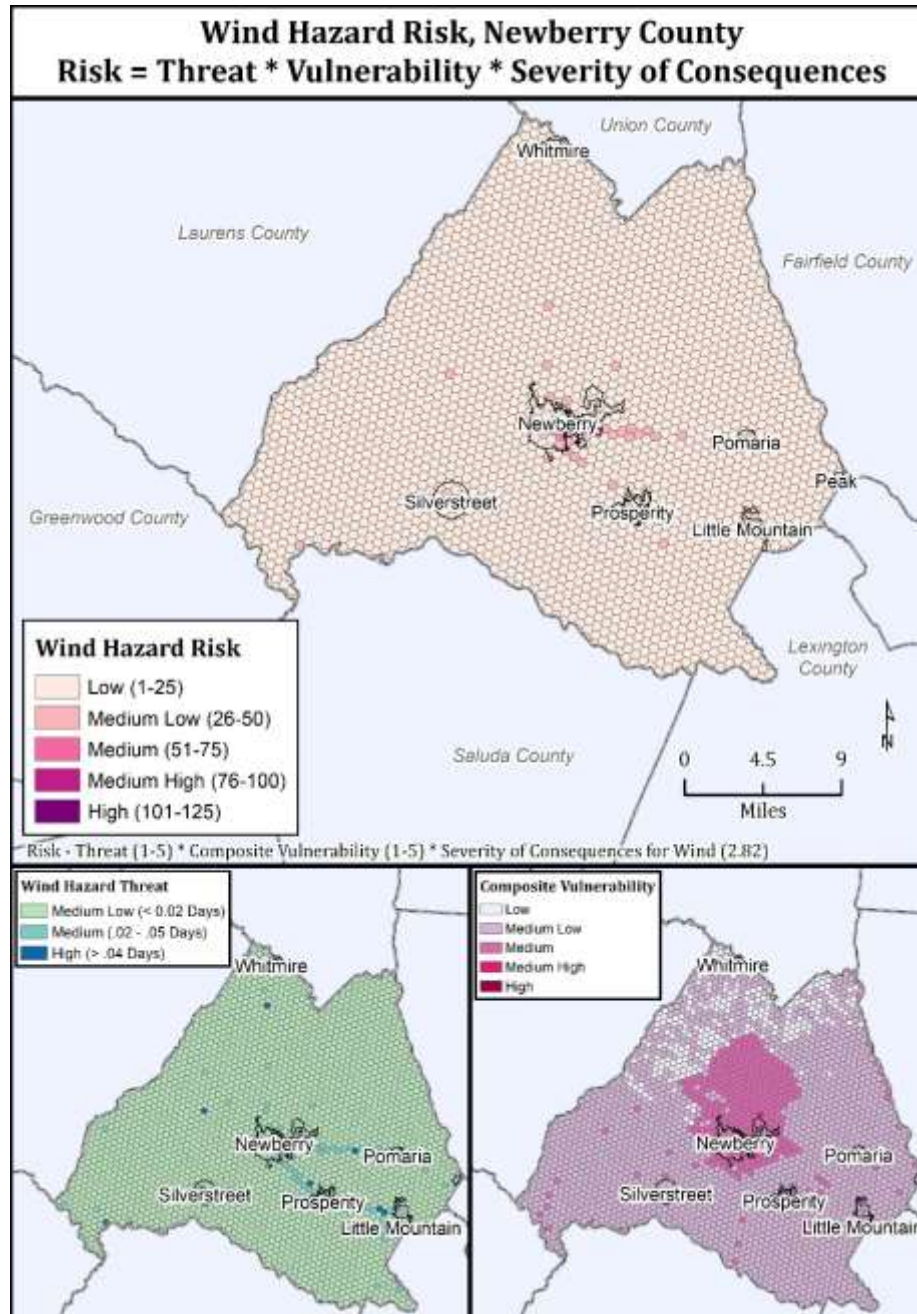 Wind Hazard Risk, Newberry County
Risk = Threat * Vulnerability * Severity of Consequences
Union County
Whitmire
Laurens County
Fairfield County
Newberry
Pomaria
Peak
Silverstreet
Prosperity
Greenwood County
Little Mountain
Lexington
County
Saluda County
Wind Hazard Risk
Low (1-25)
Medium Low (26-50)
Medium (51-75)
Medium High (76-100)
High (101-125)
N
0 4.5 9
Miles
Risk - Threat (1-5) * Composite Vulnerability (1-5) * Severity of Consequences for Wind (2.82)
Wind Hazard Threat
Medium Low (< 0.02 Days)
Medium (.02 - .05 Days)
High (> .04 Days)
Whitmire
Newberry
Pomaria
Silverstreet
Prosperity
Little Mountain
Composite Vulnerability
Low
Medium Low
Medium
Medium High
High
Whitmire
Newberry
Pomaria
Silverstreet
Prosperity
Little Mountain